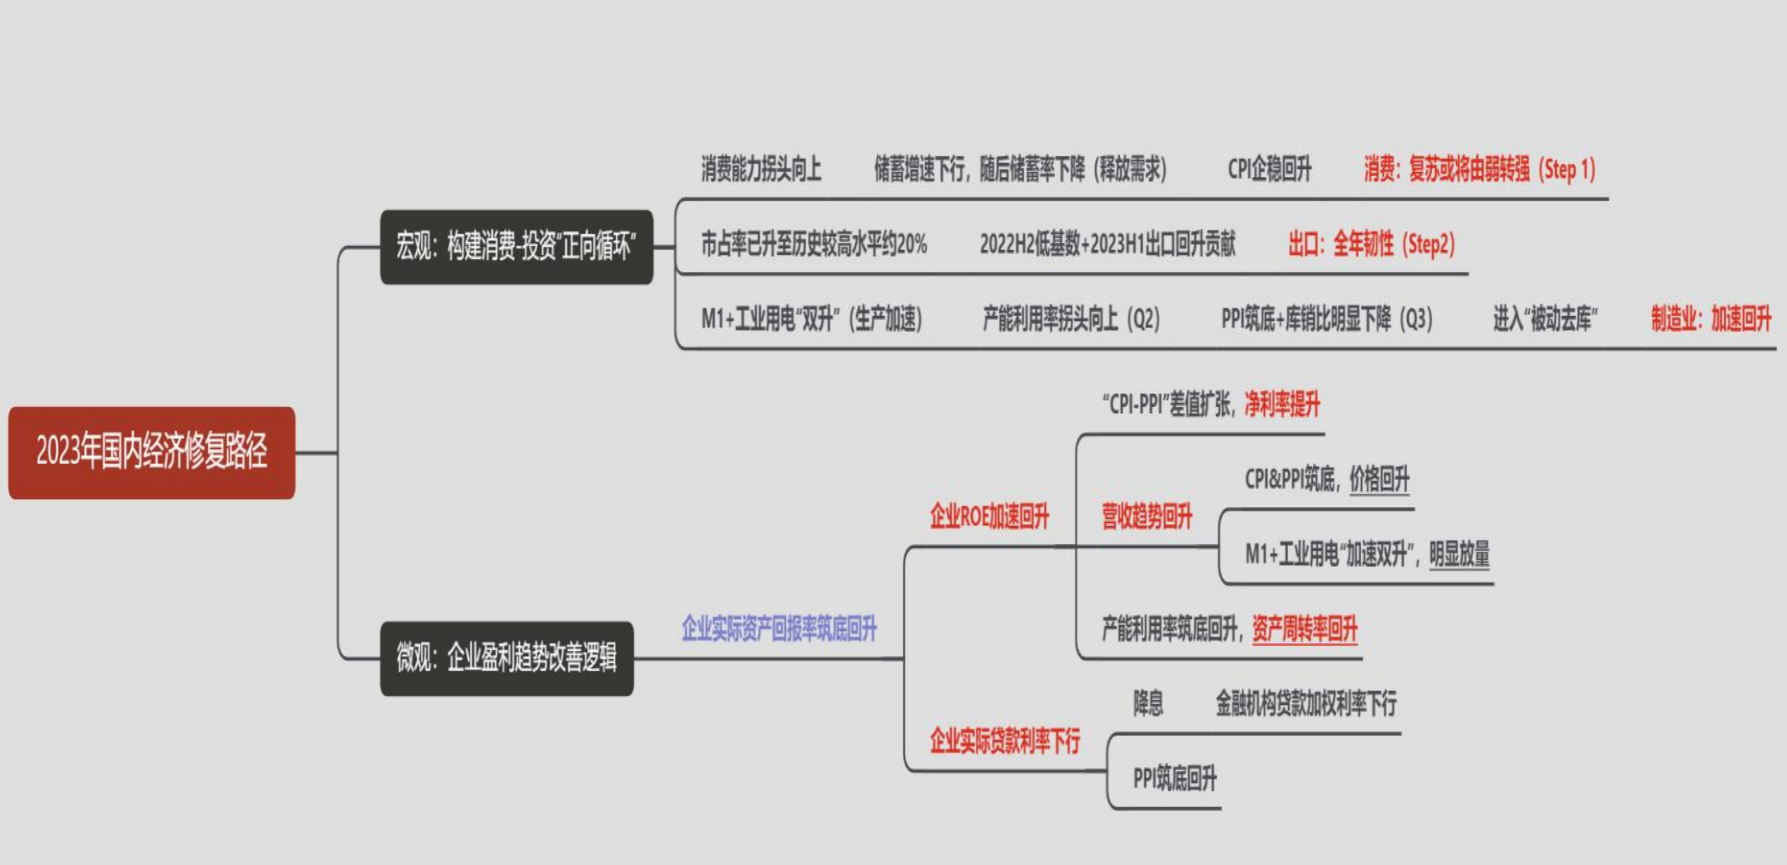 消费能力拐头向上 储蓄增速下行，随后储蓄率下降（释放需求） CPI企稳回升 消费：复苏或将由弱转强（Step 1）
宏观：构建消费-投资“正向循环”
市占率已升至历史较高水平约20% 2022H2低基数+2023H1出口回升贡献 出口：全年韧性（Step2）
M1+工业用电“双升”（生产加速） 产能利用率拐头向上（Q2） PPI筑底+库销比明显下降（Q3） 进入“被动去库” 制造业：加速回升
2023年国内经济修复路径
“CPI-PPI”差值扩张，净利率提升
CPI&PPI筑底，价格回升
企业ROE加速回升
营收趋势回升
M1+工业用电“加速双升”，明显放量
企业实际资产回报率筑底回升
产能利用率筑底回升，资产周转率回升
微观：企业盈利趋势改善逻辑
降息 金融机构贷款加权利率下行
企业实际贷款利率下行
PPI筑底回升